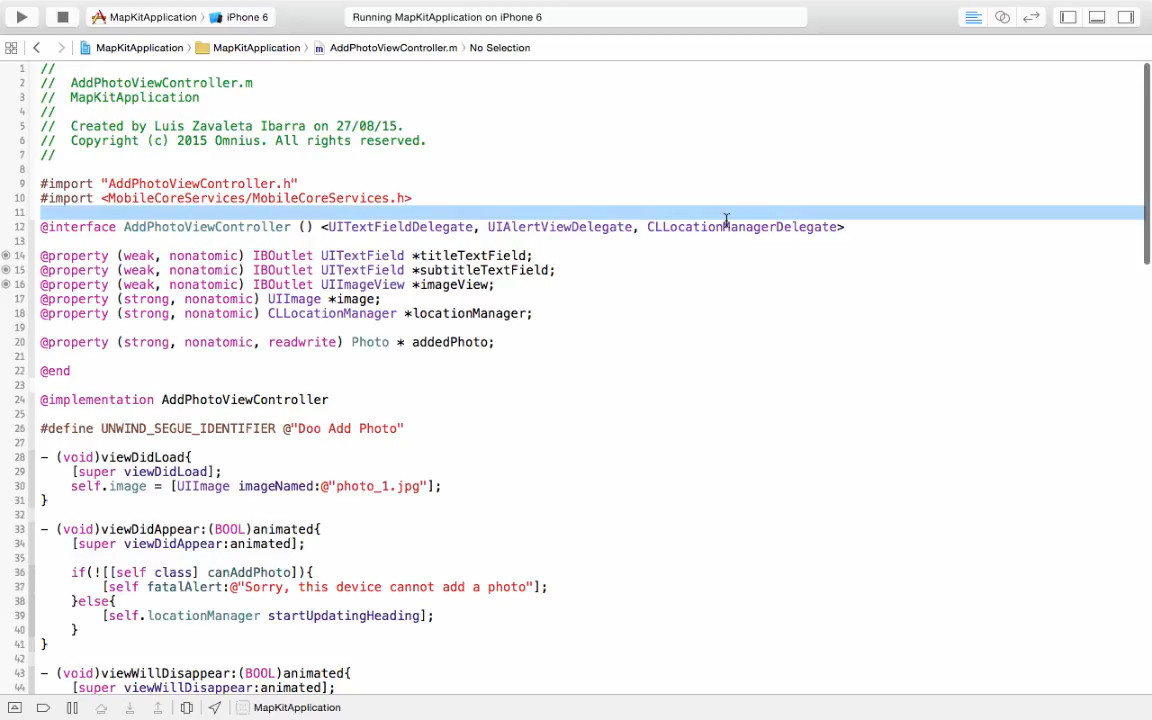 MapKitApplication iPhone 6 Running MapKitApplication on iPhone 6
MapKitApplication MapKitApplication AddPhotoViewController.m No Selection
1 //
2 //  AddPhotoViewController.m
3 //  MapKitApplication
4 //
5 //  Created by Luis Zavaleta Ibarra on 27/08/15.
6 //  Copyright (c) 2015 Omnius. All rights reserved.
7 //
8
9 #import "AddPhotoViewController.h"
10 #import <MobileCoreServices/MobileCoreServices.h>
11
12 @interface AddPhotoViewController () <UITextFieldDelegate, UIAlertViewDelegate, CLLocationManagerDelegate>
13
14 @property (weak, nonatomic) IBOutlet UITextField *titleTextField;
15 @property (weak, nonatomic) IBOutlet UITextField *subtitleTextField;
16 @property (weak, nonatomic) IBOutlet UIImageView *imageView;
17 @property (strong, nonatomic) UIImage *image;
18 @property (strong, nonatomic) CLLocationManager *locationManager;
19
20 @property (strong, nonatomic, readwrite) Photo * addedPhoto;
21
22 @end
23
24 @implementation AddPhotoViewController
25
26 #define UNWIND_SEGUE_IDENTIFIER @"Doo Add Photo"
27
28 - (void)viewDidLoad{
29     [super viewDidLoad];
30     self.image = [UIImage imageNamed:@"photo_1.jpg"];
31 }
32
33 - (void)viewDidAppear:(BOOL)animated{
34     [super viewDidAppear:animated];
35
36     if(![[self class] canAddPhoto]){
37         [self fatalAlert:@"Sorry, this device cannot add a photo"];
38     }else{
39         [self.locationManager startUpdatingHeading];
40     }
41 }
42
43 - (void)viewWillDisappear:(BOOL)animated{
44     [super viewWillDisappear:animated];
MapKitApplication